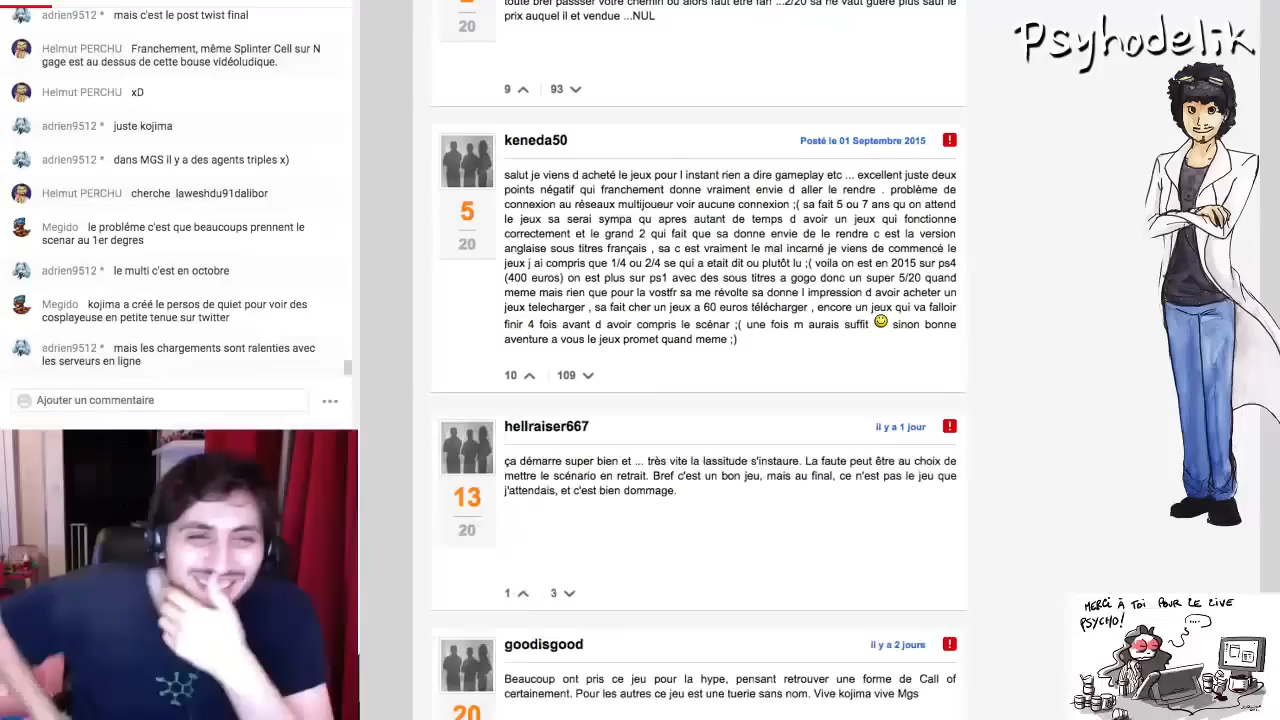 adrien9512 * mais c'est le post twist final
Helmut PERCHU Franchement, même Splinter Cell sur N
gage est au dessus de cette bouse vidéoludique.
Helmut PERCHU xD
adrien9512 * juste kojima
adrien9512 * dans MGS il y a des agents triples x)
Helmut PERCHU cherche laweshdu91dalibor
Megido le probléme c'est que beaucoups prennent le
scenar au 1er degres
adrien9512 * le multi c'est en octobre
Megido kojima a créé le persos de quiet pour voir des
cosplayeuse en petite tenue sur twitter
adrien9512 * mais les chargements sont ralenties avec
les serveurs en ligne
Ajouter un commentaire
20
prix auquel il et vendue ...NUL
9 93
keneda50 Posté le 01 Septembre 2015
5
20
salut je viens d acheté le jeux pour l instant rien a dire gameplay etc ... excellent juste deux
points négatif qui franchement donne vraiment envie d aller le rendre . problème de
connexion au réseaux multijoueur voir aucune connexion ;( sa fait 5 ou 7 ans qu on attend
le jeux sa serai sympa qu apres autant de temps d avoir un jeux qui fonctionne
correctement et le grand 2 qui fait que sa donne envie de le rendre c est la version
anglaise sous titres français , sa c est vraiment le mal incarné je viens de commencé le
jeux j ai compris que 1/4 ou 2/4 se qui a etait dit ou plutôt lu ;( voila on est en 2015 sur ps4
(400 euros) on est plus sur ps1 avec des sous titres a gogo donc un super 5/20 quand
meme mais rien que pour la vostfr sa me révolte sa donne l impression d avoir acheter un
jeux telecharger , sa fait cher un jeux a 60 euros télécharger , encore un jeux qui va falloir
finir 4 fois avant d avoir compris le scénar ;( une fois m aurais suffit sinon bonne
aventure a vous le jeux promet quand meme ;)
10 109
hellraiser667 il y a 1 jour
13
20
ça démarre super bien et ... très vite la lassitude s'instaure. La faute peut être au choix de
mettre le scénario en retrait. Bref c'est un bon jeu, mais au final, ce n'est pas le jeu que
j'attendais, et c'est bien dommage.
1 3
goodisgood il y a 2 jours
20
Beaucoup ont pris ce jeu pour la hype, pensant retrouver une forme de Call of
certainement. Pour les autres ce jeu est une tuerie sans nom. Vive kojima vive Mgs
Psyhodelik
MERCI À TOI POUR LE LIVE
PSYCHO!
....